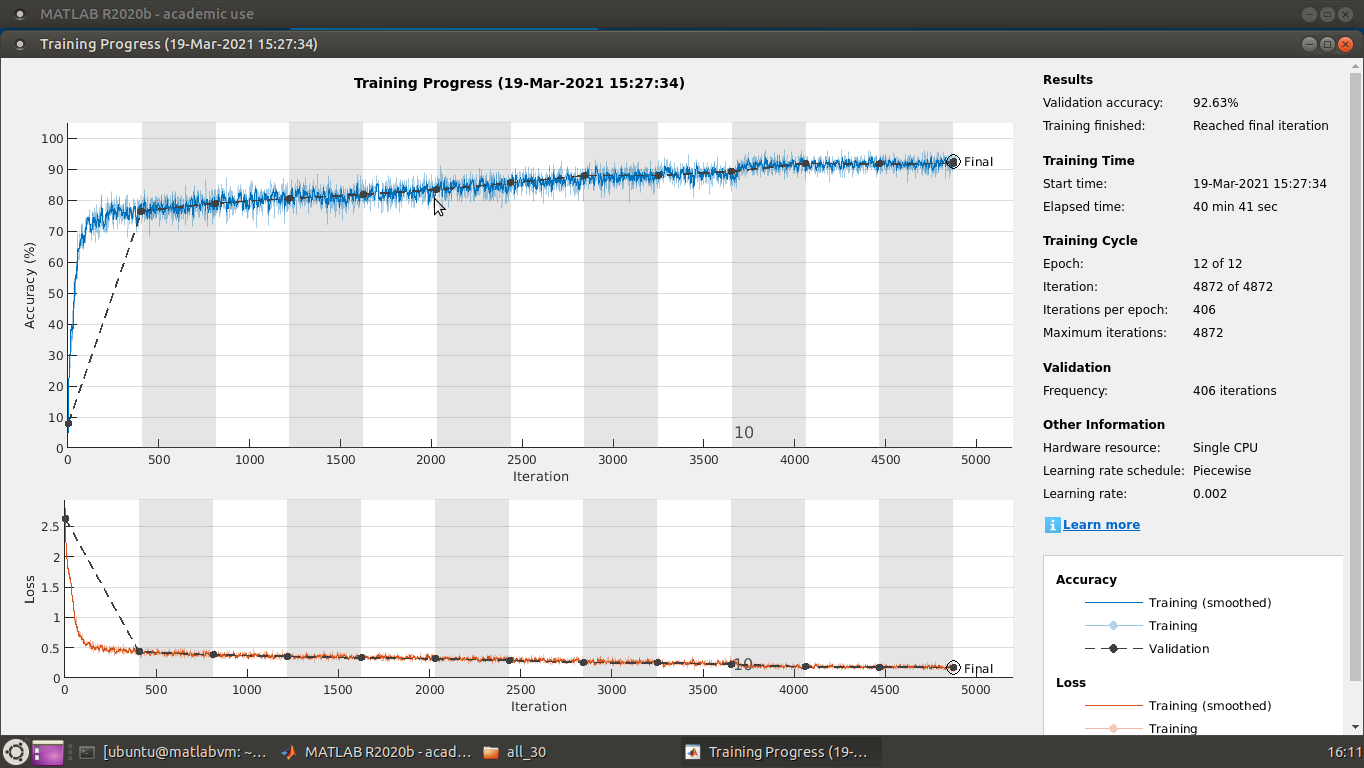 MATLAB R2020b - academic use
Training Progress (19-Mar-2021 15:27:34)
Training Progress (19-Mar-2021 15:27:34)
100
90
80
70
60
50
40
30
20
10
0
Accuracy (%)
Final
10
0 500 1000 1500 2000 2500 3000 3500 4000 4500 5000
Iteration
2.5
2
1.5
1
0.5
0
Loss
10
Final
0 500 1000 1500 2000 2500 3000 3500 4000 4500 5000
Iteration
Results
Validation accuracy: 92.63%
Training finished: Reached final iteration
Training Time
Start time: 19-Mar-2021 15:27:34
Elapsed time: 40 min 41 sec
Training Cycle
Epoch: 12 of 12
Iteration: 4872 of 4872
Iterations per epoch: 406
Maximum iterations: 4872
Validation
Frequency: 406 iterations
Other Information
Hardware resource: Single CPU
Learning rate schedule: Piecewise
Learning rate: 0.002
i Learn more
Accuracy
Training (smoothed)
Training
Validation
Loss
Training (smoothed)
Training
[ubuntu@matlabvm: ~... MATLAB R2020b - acad... all_30 Training Progress (19-... 16:11